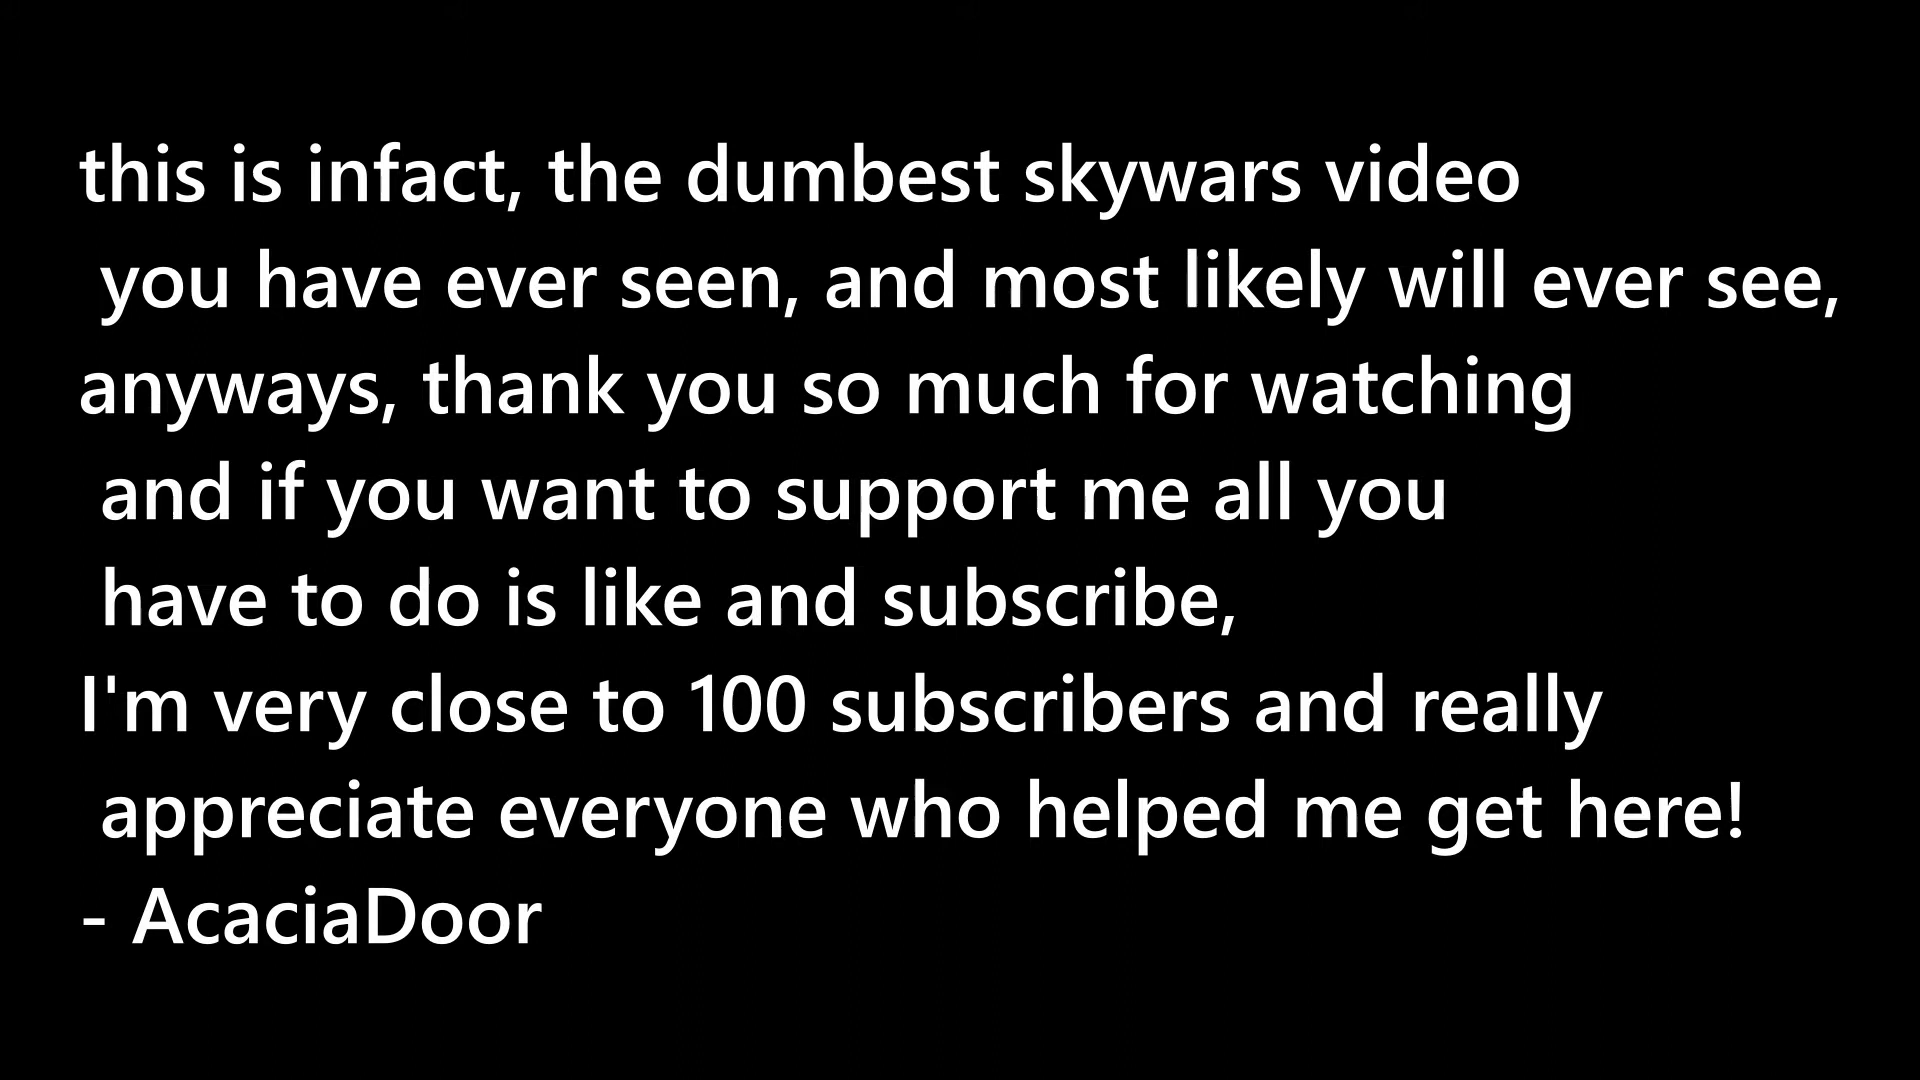 this is infact, the dumbest skywars video
you have ever seen, and most likely will ever see,
anyways, thank you so much for watching
and if you want to support me all you
have to do is like and subscribe,
I'm very close to 100 subscribers and really
appreciate everyone who helped me get here!
- AcaciaDoor